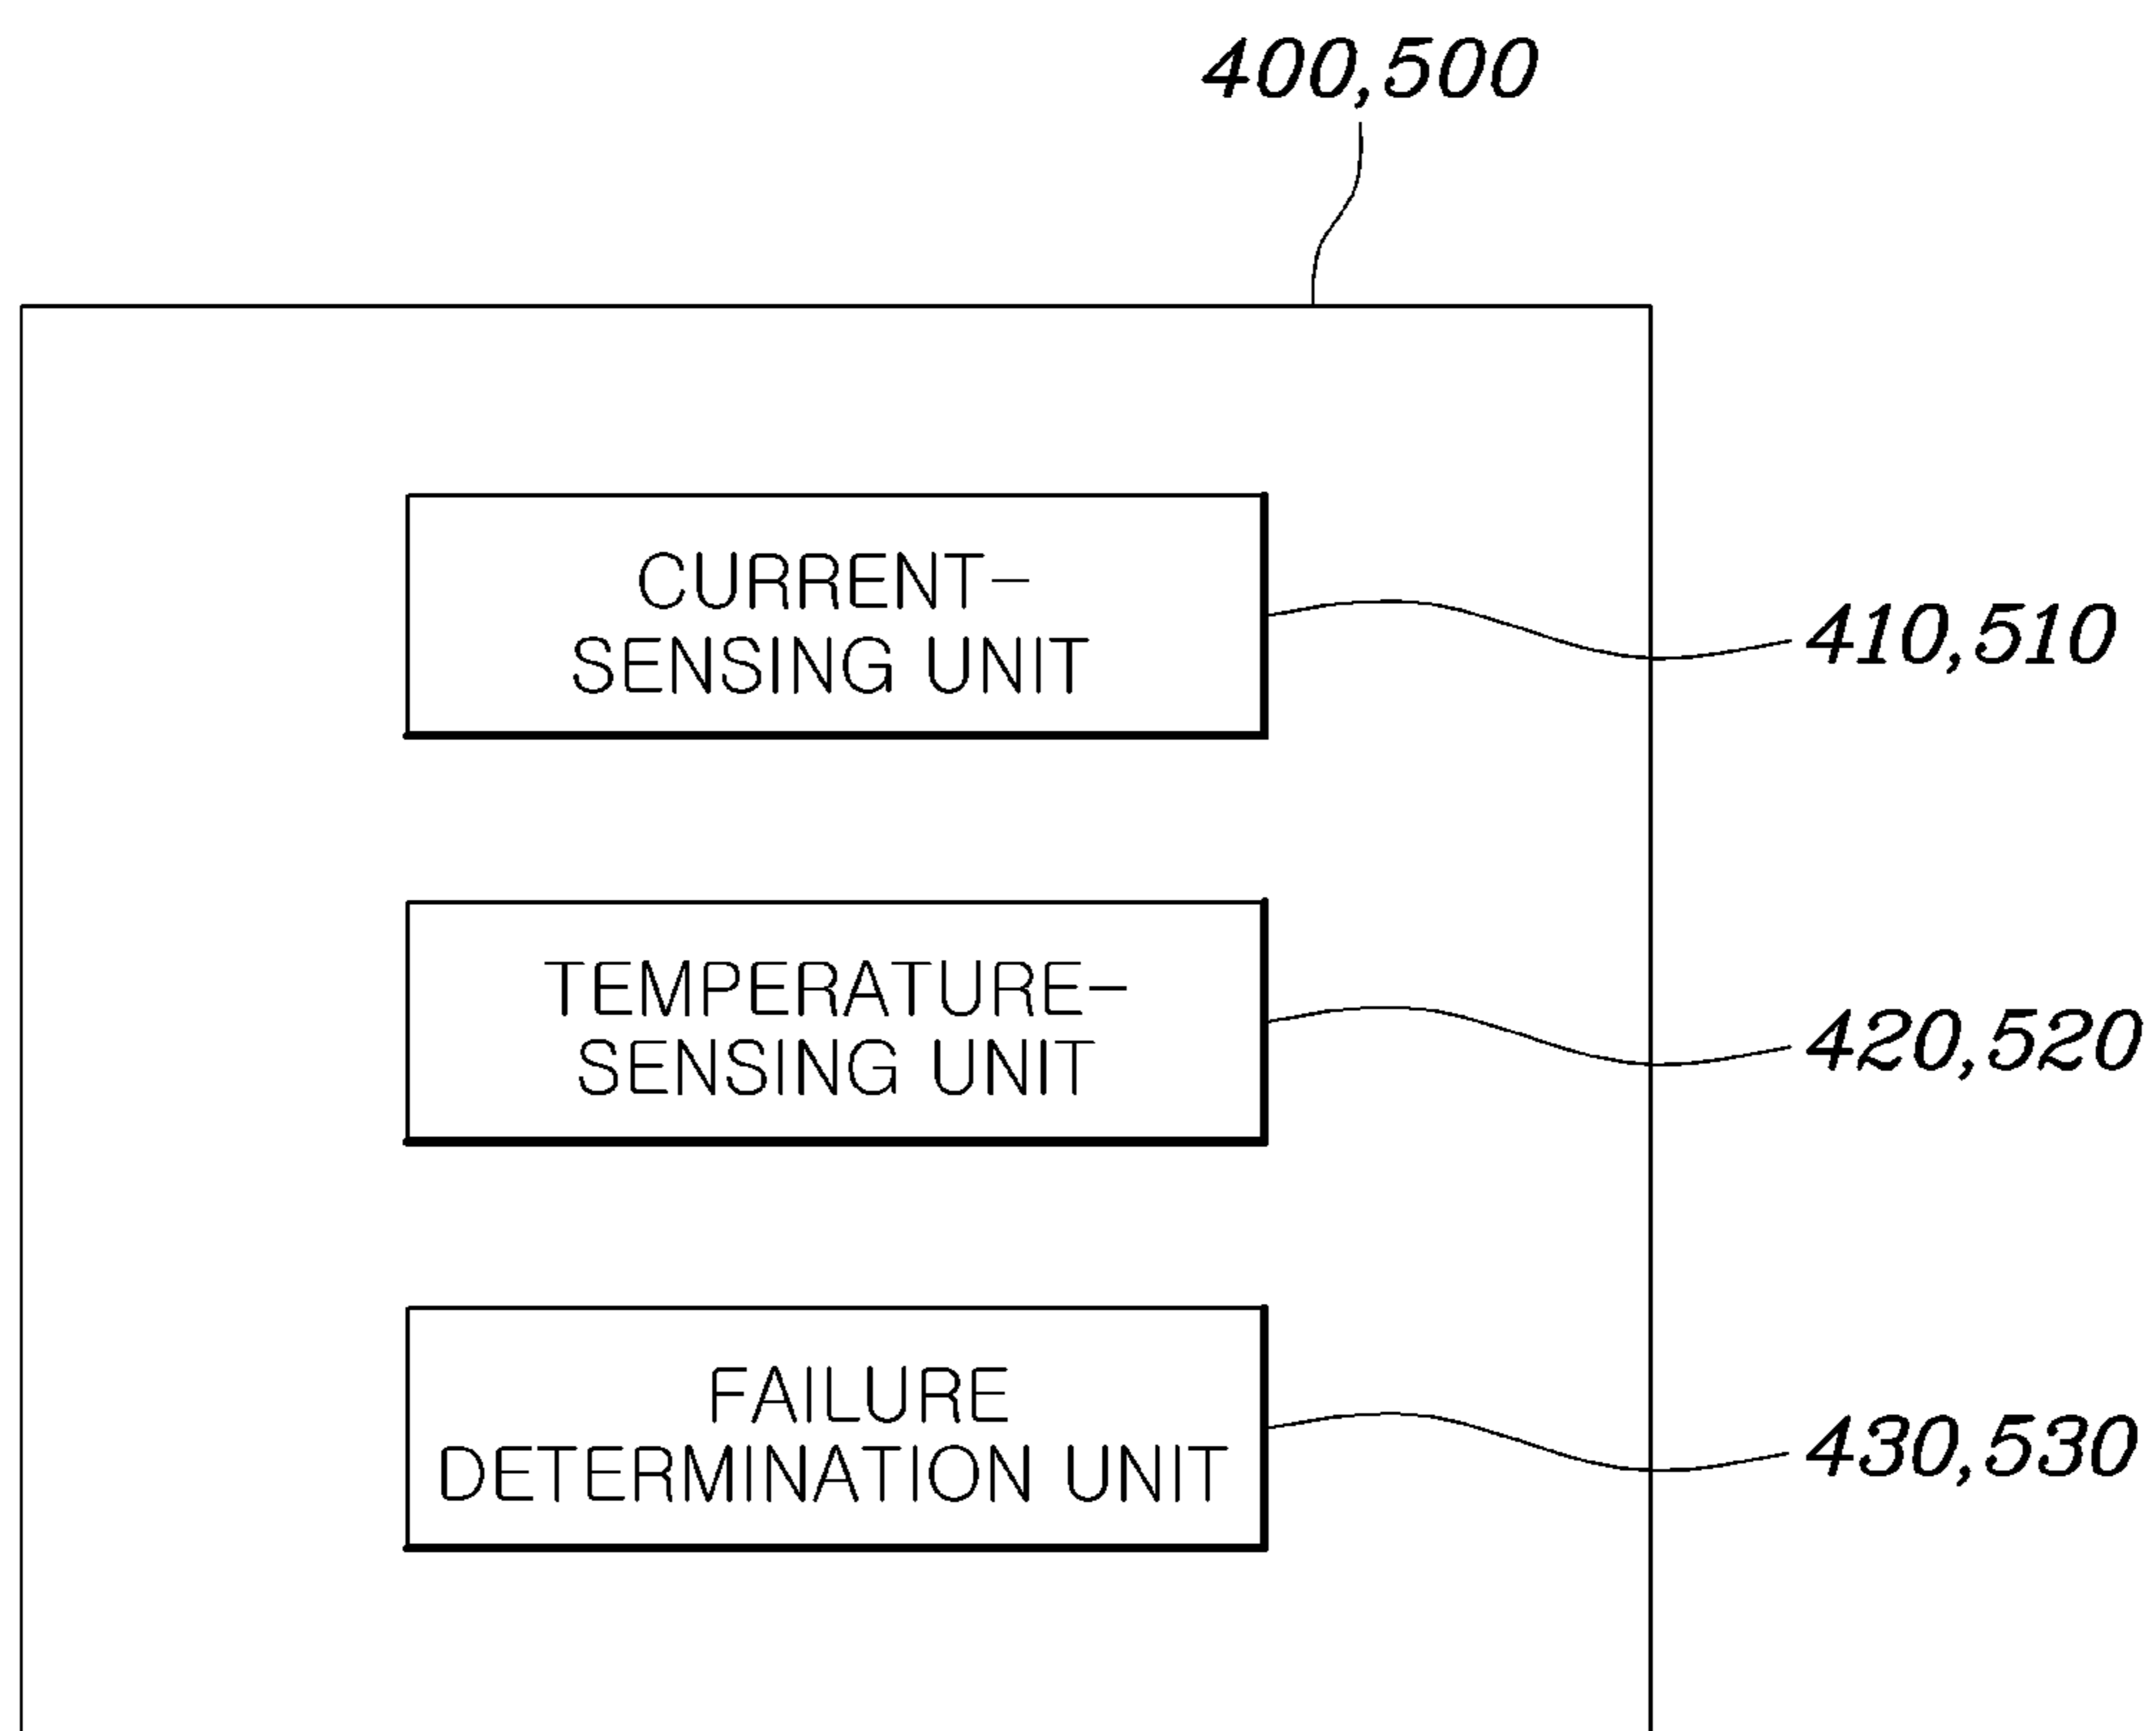 400,500
CURRENT-
SENSING UNIT
410,510
TEMPERATURE-
SENSING UNIT
420,520
FAILURE
DETERMINATION UNIT
430,530